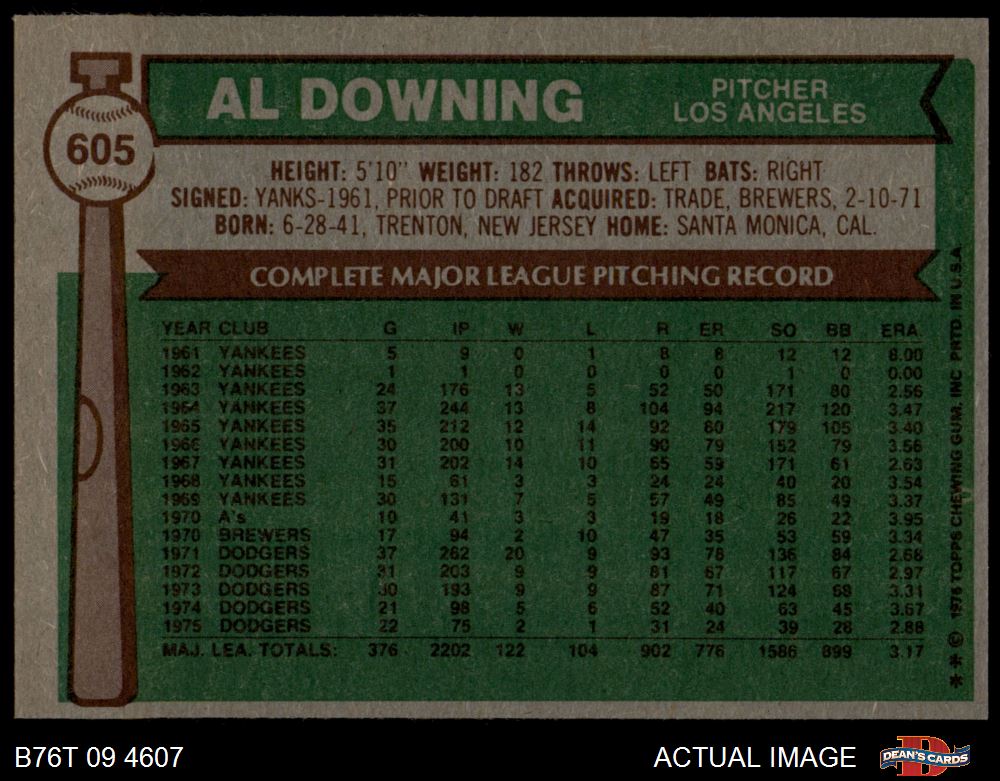 605
AL DOWNING
PITCHER
LOS ANGELES
HEIGHT: 5'10" WEIGHT: 182 THROWS: LEFT BATS: RIGHT
SIGNED: YANKS-1961, PRIOR TO DRAFT ACQUIRED: TRADE, BREWERS, 2-10-71
BORN: 6-28-41, TRENTON, NEW JERSEY HOME: SANTA MONICA, CAL.
COMPLETE MAJOR LEAGUE PITCHING RECORD
YEAR CLUB G IP W L R ER SO BB ERA
1961 YANKEES 5 9 0 1 8 8 12 12 8.00
1962 YANKEES 1 1 0 0 0 0 1 0 0.00
1963 YANKEES 24 176 13 5 52 50 171 80 2.56
1964 YANKEES 37 244 13 8 104 94 217 120 3.47
1965 YANKEES 35 212 12 14 92 80 179 105 3.40
1966 YANKEES 30 200 10 11 90 79 152 79 3.56
1967 YANKEES 31 202 14 10 65 59 171 61 2.63
1968 YANKEES 15 61 3 3 24 24 40 20 3.54
1969 YANKEES 30 131 7 5 57 49 85 49 3.37
1970 A's 10 41 3 3 19 18 26 22 3.95
1970 BREWERS 17 94 2 10 47 35 53 59 3.34
1971 DODGERS 37 262 20 9 93 78 136 84 2.68
1972 DODGERS 31 203 9 9 81 67 117 67 2.97
1973 DODGERS 30 193 9 9 87 71 124 68 3.31
1974 DODGERS 21 98 5 6 52 40 63 45 3.67
1975 DODGERS 22 75 2 1 31 24 39 28 2.88
MAJ. LEA. TOTALS: 376 2202 122 104 902 776 1586 899 3.17
** © 1976 TOPPS CHEWING GUM, INC PRTD. IN U.S.A
B76T 09 4607
ACTUAL IMAGE
D
DEAN'S CARDS